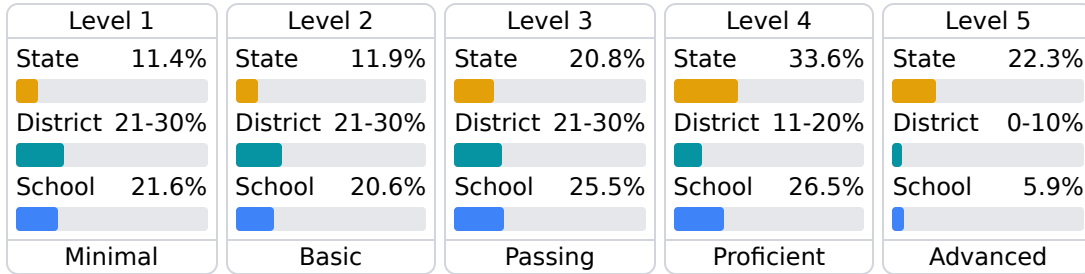 Level 1
State 11.4%
District 21-30%
School 21.6%
Minimal
Level 2
State 11.9%
District 21-30%
School 20.6%
Basic
Level 3
State 20.8%
District 21-30%
School 25.5%
Passing
Level 4
State 33.6%
District 11-20%
School 26.5%
Proficient
Level 5
State 22.3%
District 0-10%
School 5.9%
Advanced